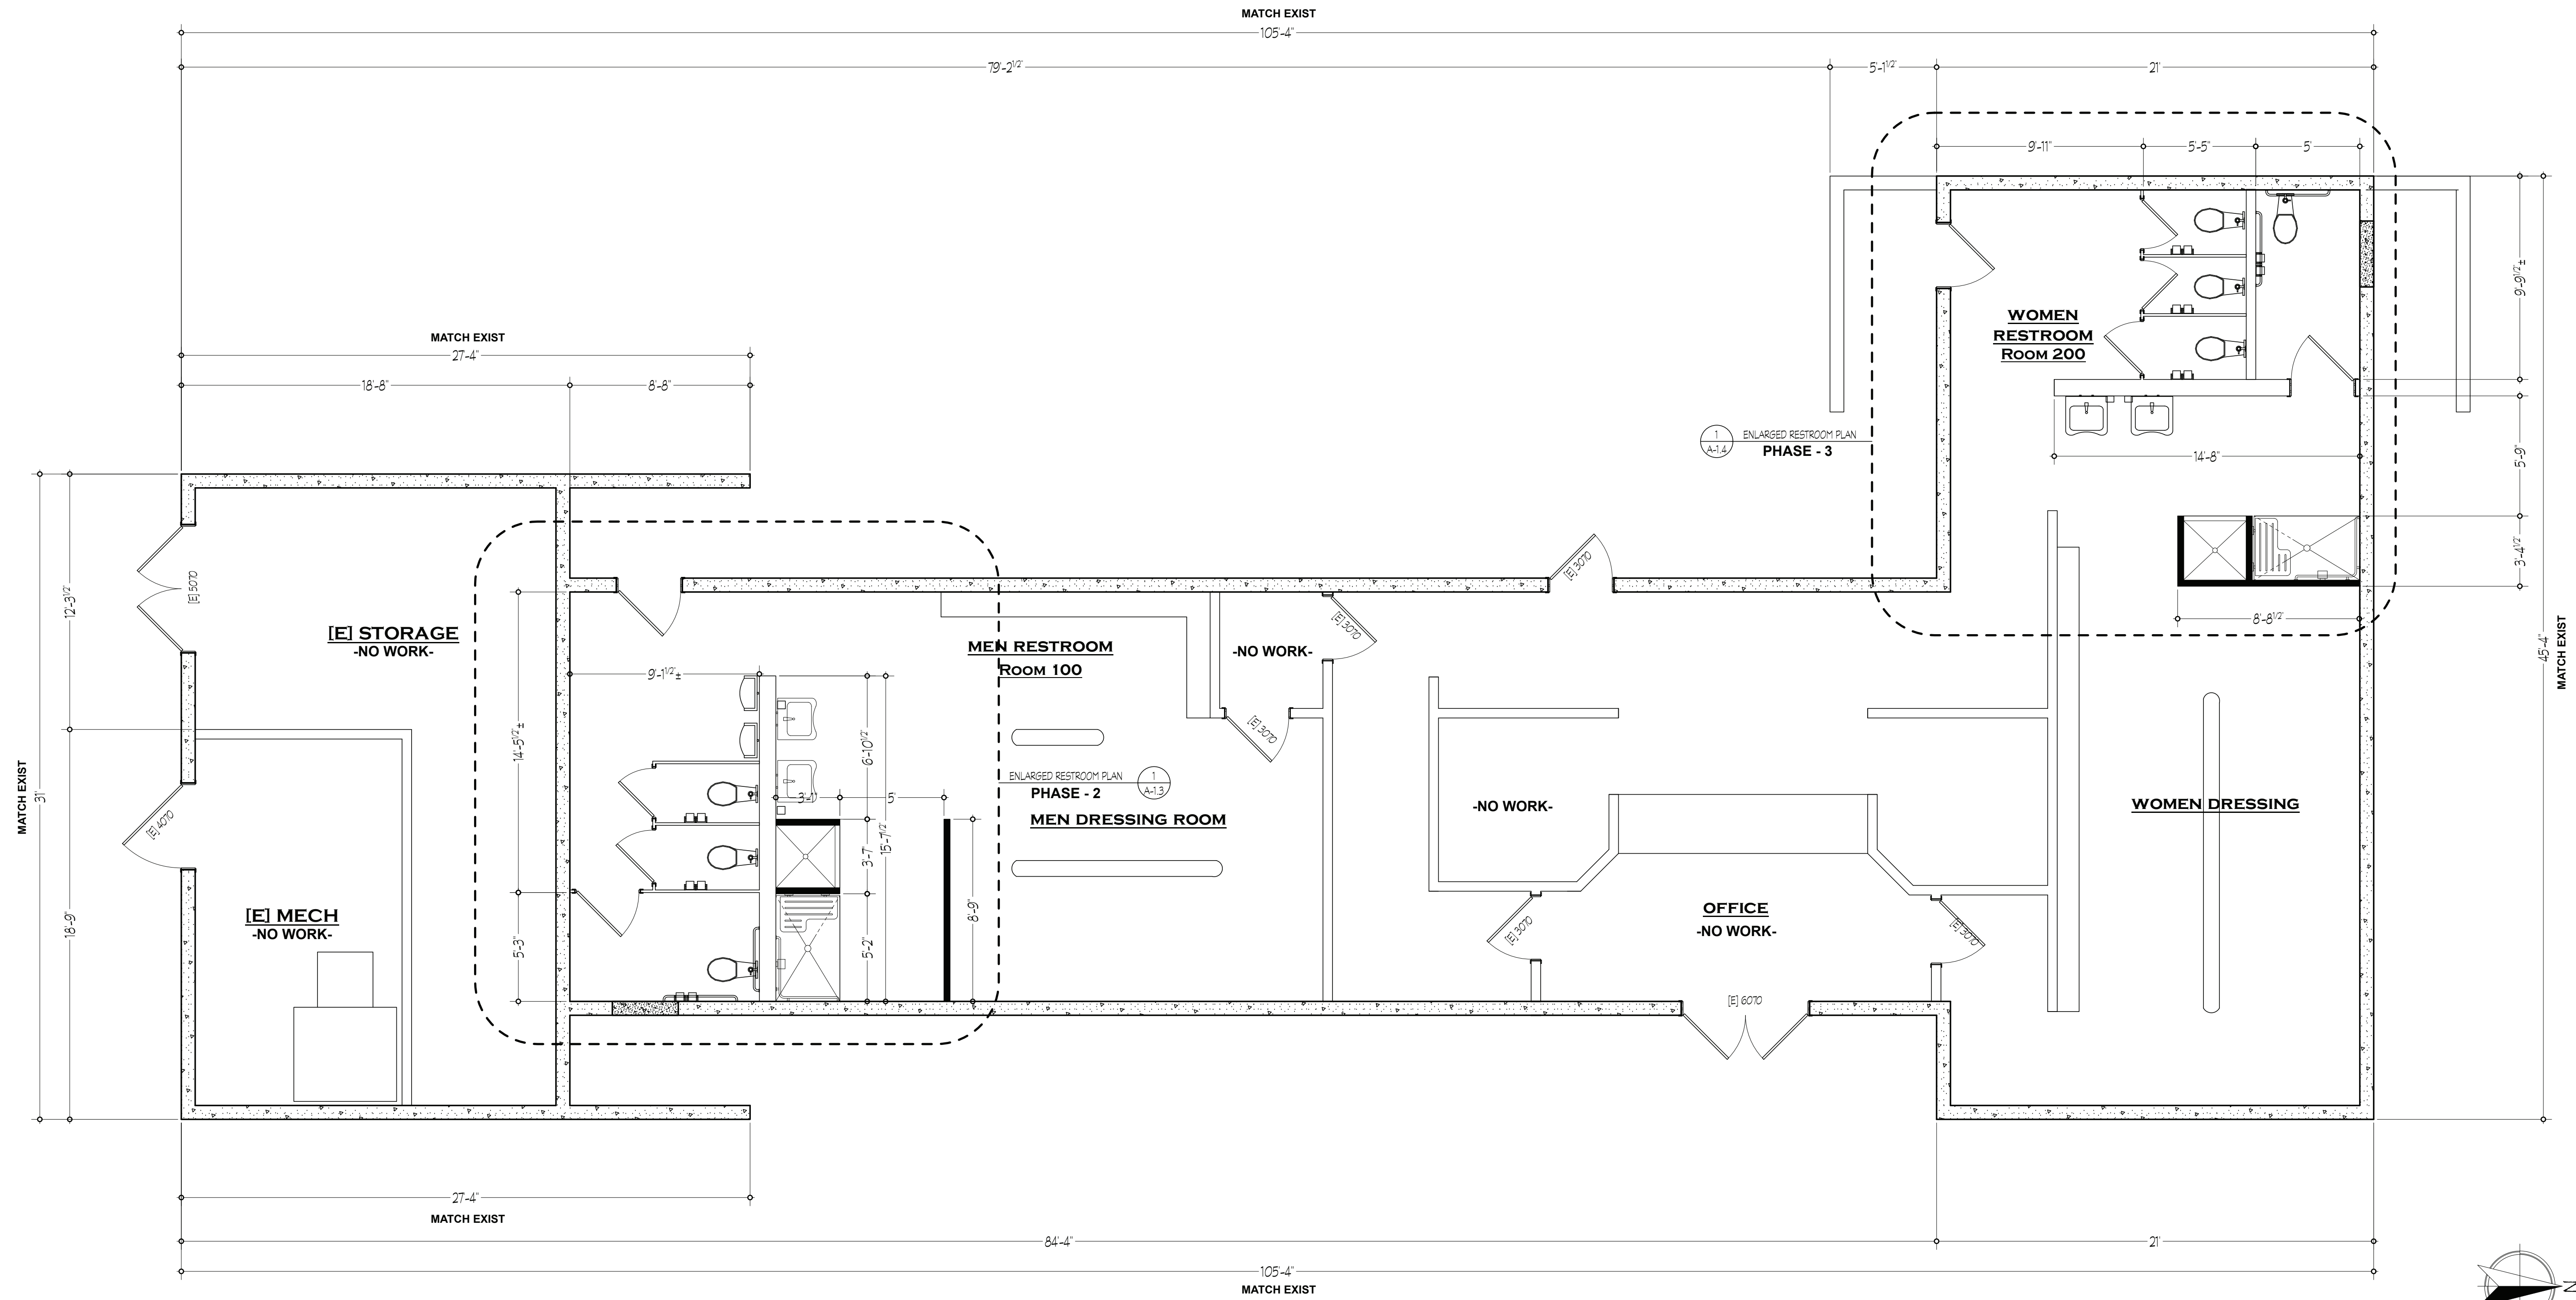 MATCH EXIST
105'-4"
79'-2 1/2"
5'-1 1/2"
21'
9'-11"
5'-5"
5'
9'-9 1/2" ±
5'-9"
3'-4 1/2"
45'-4"
MATCH EXIST
WOMEN
RESTROOM
ROOM 200
14'-8"
8'-8 1/2"
1
A-1.4
ENLARGED RESTROOM PLAN
PHASE - 3
MATCH EXIST
27'-4"
18'-8"
8'-8"
MATCH EXIST
31'
12'-3 1/2"
18'-9"
[E] 5070
[E] STORAGE
-NO WORK-
[E] 4070
[E] MECH
-NO WORK-
14'-5 1/2" ±
5'-3"
9'-1 1/2" ±
6'-10 1/2"
15'-7 1/2"
3'-1"
5'
3'-7"
5'-2"
8'-9"
MEN RESTROOM
ROOM 100
ENLARGED RESTROOM PLAN
PHASE - 2
1
A-1.3
MEN DRESSING ROOM
-NO WORK-
[E] 3070
[E] 3070
[E] 3070
-NO WORK-
OFFICE
-NO WORK-
[E] 3070
[E] 3070
[E] 6070
WOMEN DRESSING
27'-4"
MATCH EXIST
84'-4"
21'
105'-4"
MATCH EXIST